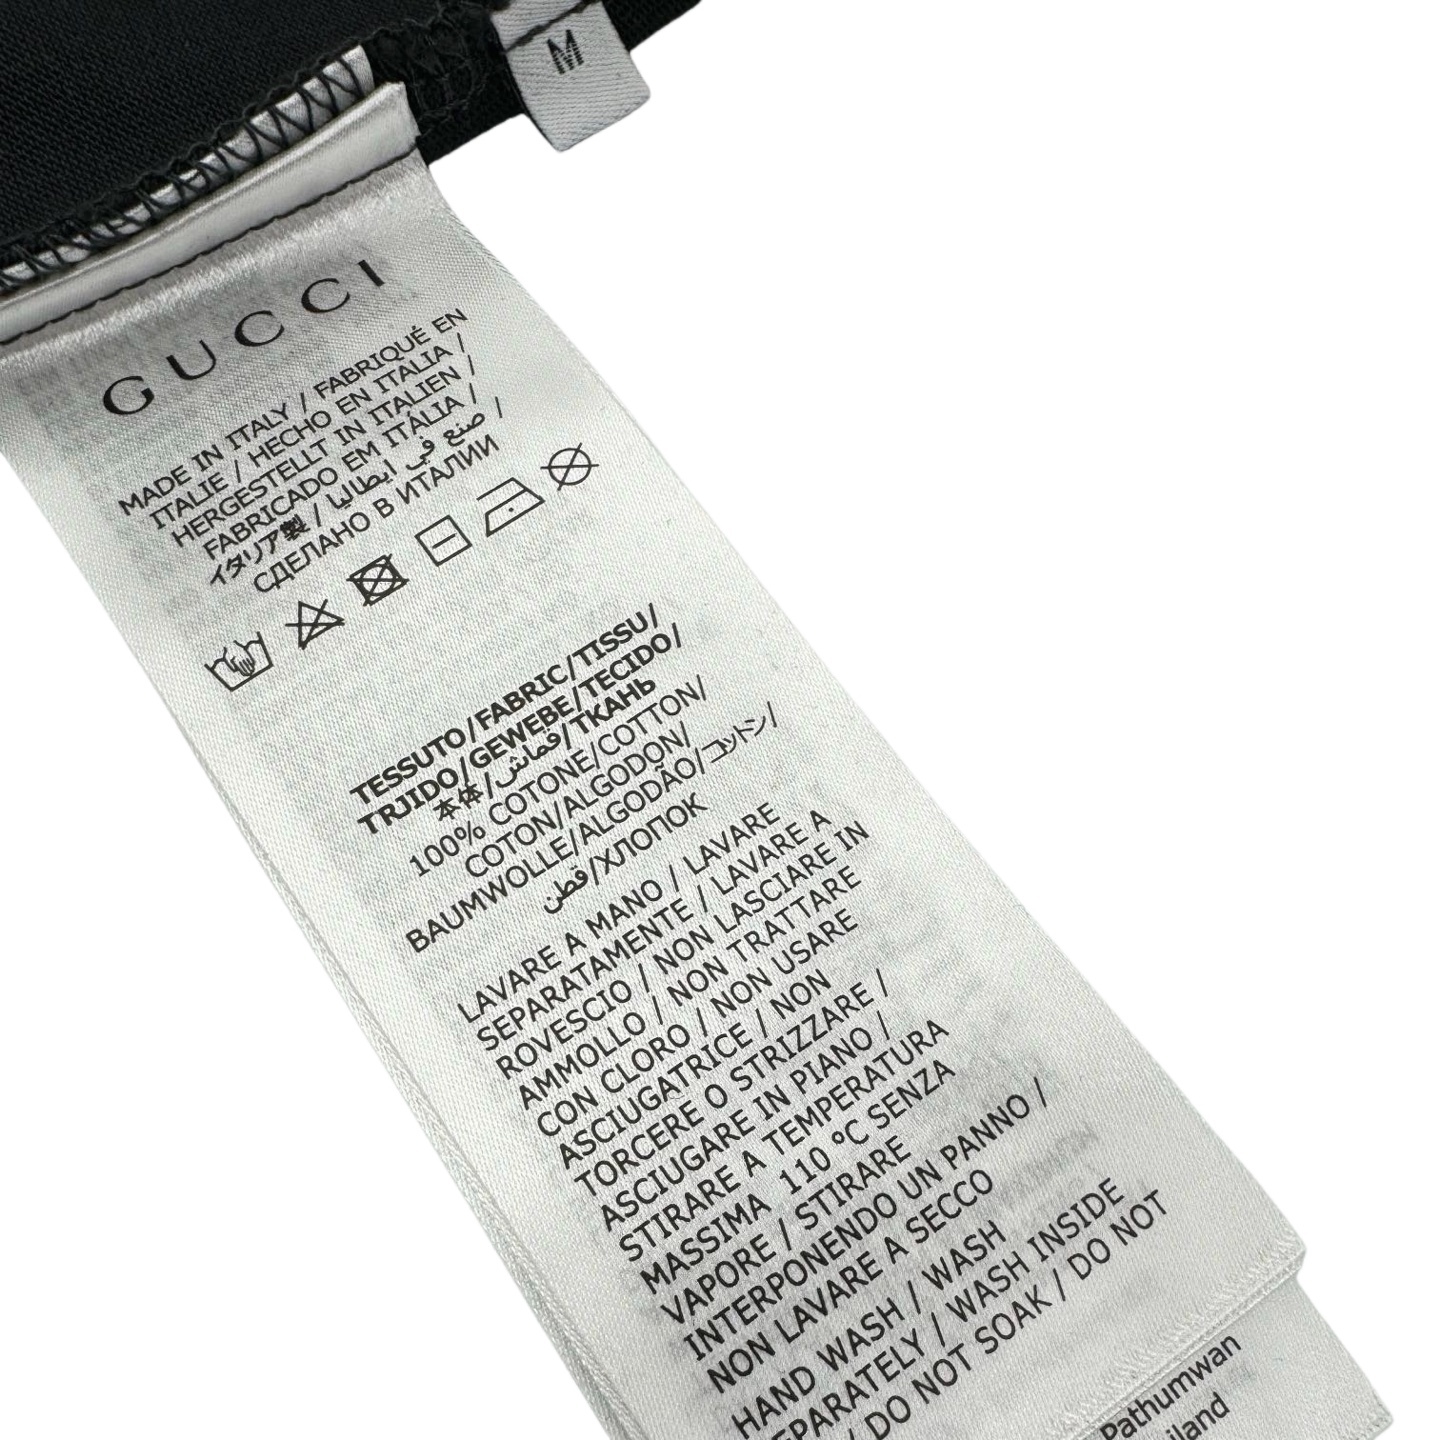 M
GUCCI
MADE IN ITALY / FABRIQUÉ EN
ITALIE / HECHO EN ITALIA /
HERGESTELLT IN ITALIEN /
FABRICADO EM ITÁLIA /
イタリア製 / صنع في ايطاليا /
СДЕЛАНО В ИТАЛИИ
TESSUTO/FABRIC/TISSU/
TRJIDO/GEWEBE/TECIDO/
本体/قماش/ТКАНЬ
100% COTONE/COTTON/
COTON/ALGODON/
BAUMWOLLE/ALGODÃO/コットン/
قطن/ХЛОПОК
LAVARE A MANO / LAVARE
SEPARATAMENTE / LAVARE A
ROVESCIO / NON LASCIARE IN
AMMOLLO / NON TRATTARE
CON CLORO / NON USARE
ASCIUGATRICE / NON
TORCERE O STRIZZARE /
ASCIUGARE IN PIANO /
STIRARE A TEMPERATURA
MASSIMA 110 ºC SENZA
VAPORE / STIRARE
INTERPONENDO UN PANNO /
NON LAVARE A SECCO
HAND WASH / WASH
EPARATELY / WASH INSIDE
/ DO NOT SOAK / DO NOT
Pathumwan
iland